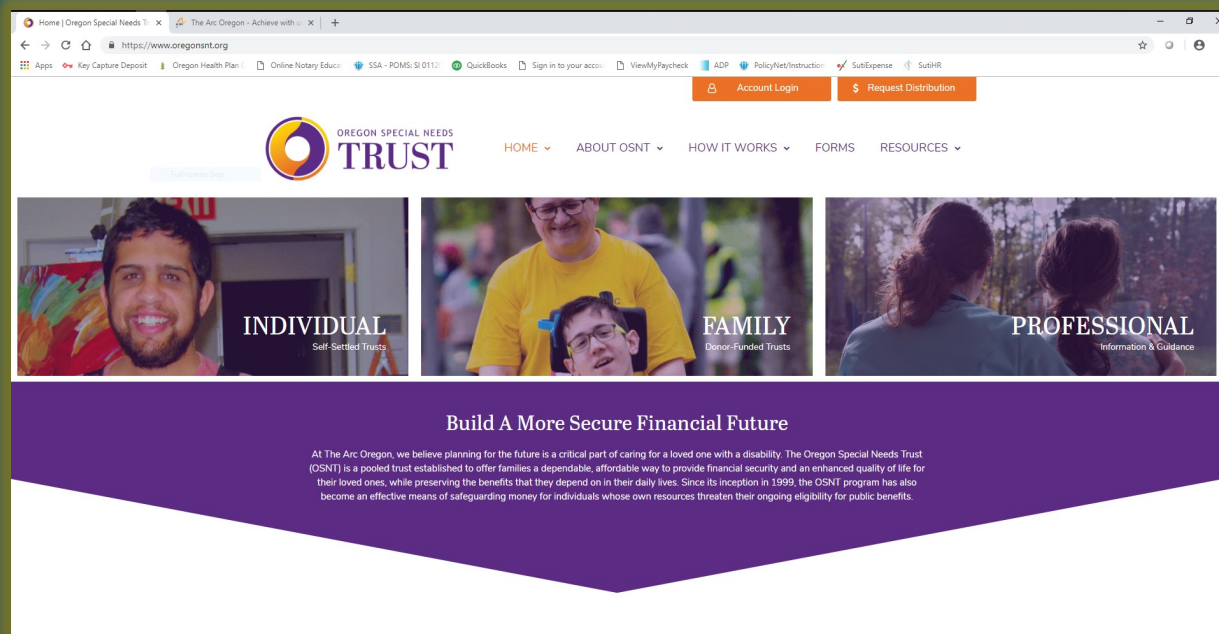 Home | Oregon Special Needs Tr
The Arc Oregon - Achieve with u
https://www.oregonsnt.org
Apps
Key Capture Deposit
Oregon Health Plan
Online Notary Educa
SSA - POMS: SI 0112
QuickBooks
Sign in to your accou
ViewMyPaycheck
ADP
PolicyNet/Instruction
SutiExpense
SutiHR
Account Login
$ Request Distribution
OREGON SPECIAL NEEDS
TRUST
HOME
ABOUT OSNT
HOW IT WORKS
FORMS
RESOURCES
INDIVIDUAL
Self-Settled Trusts
FAMILY
Donor-Funded Trusts
PROFESSIONAL
Information & Guidance
Build A More Secure Financial Future
At The Arc Oregon, we believe planning for the future is a critical part of caring for a loved one with a disability. The Oregon Special Needs Trust
(OSNT) is a pooled trust established to offer families a dependable, affordable way to provide financial security and an enhanced quality of life for
their loved ones, while preserving the benefits that they depend on in their daily lives. Since its inception in 1999, the OSNT program has also
become an effective means of safeguarding money for individuals whose own resources threaten their ongoing eligibility for public benefits.